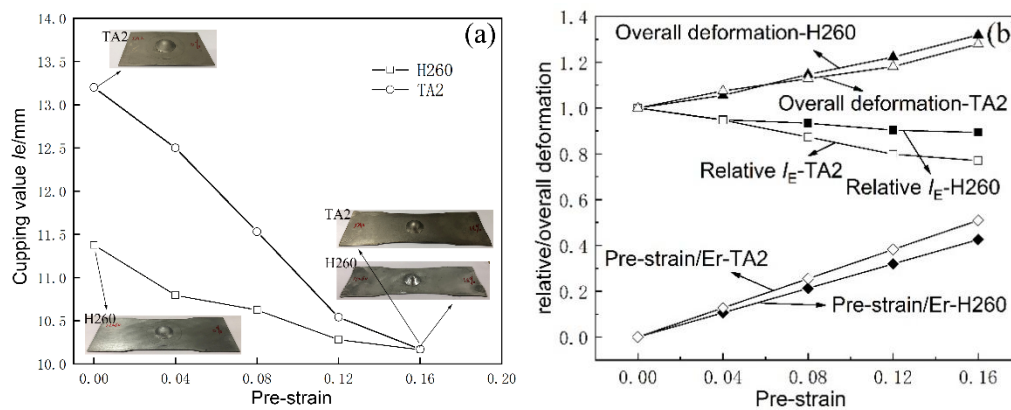 (a)
TA2
H260
TA2
13.5
13.0
12.5
12.0
11.5
11.0
10.5
10.0
Cupping value Ie/mm
TA2
H260
H260
0.00
0.04
0.08
0.12
0.16
0.20
Pre-strain
(b)
1.4
1.2
1.0
0.8
0.6
0.4
0.2
0.0
relative/overall deformation
Overall deformation-H260
Overall deformation-TA2
Relative IE-TA2
Relative IE-H260
Pre-strain/Er-TA2
Pre-strain/Er-H260
0.00
0.04
0.08
0.12
0.16
Pre-strain